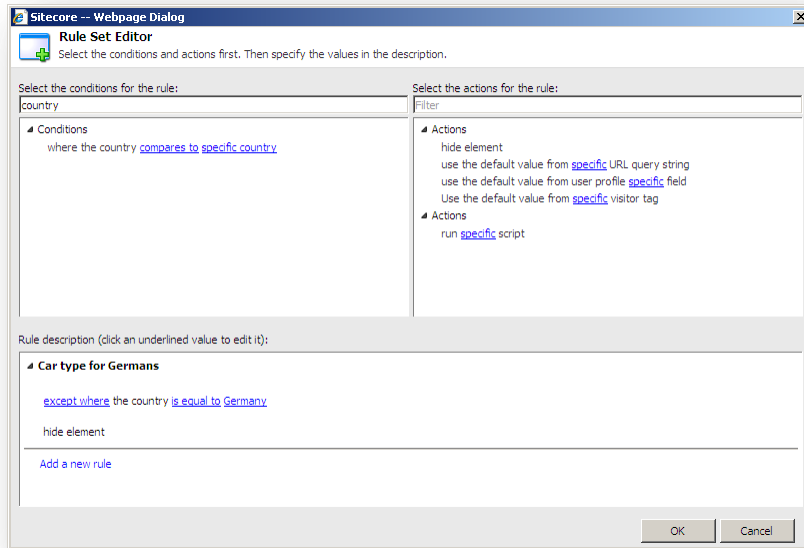 Sitecore -- Webpage Dialog
Rule Set Editor
Select the conditions and actions first. Then specify the values in the description.
Select the conditions for the rule:
country
Conditions
where the country compares to specific country
Select the actions for the rule:
Filter
Actions
hide element
use the default value from specific URL query string
use the default value from user profile specific field
Use the default value from specific visitor tag
Actions
run specific script
Rule description (click an underlined value to edit it):
Car type for Germans
except where the country is equal to Germany
hide element
Add a new rule
OK
Cancel